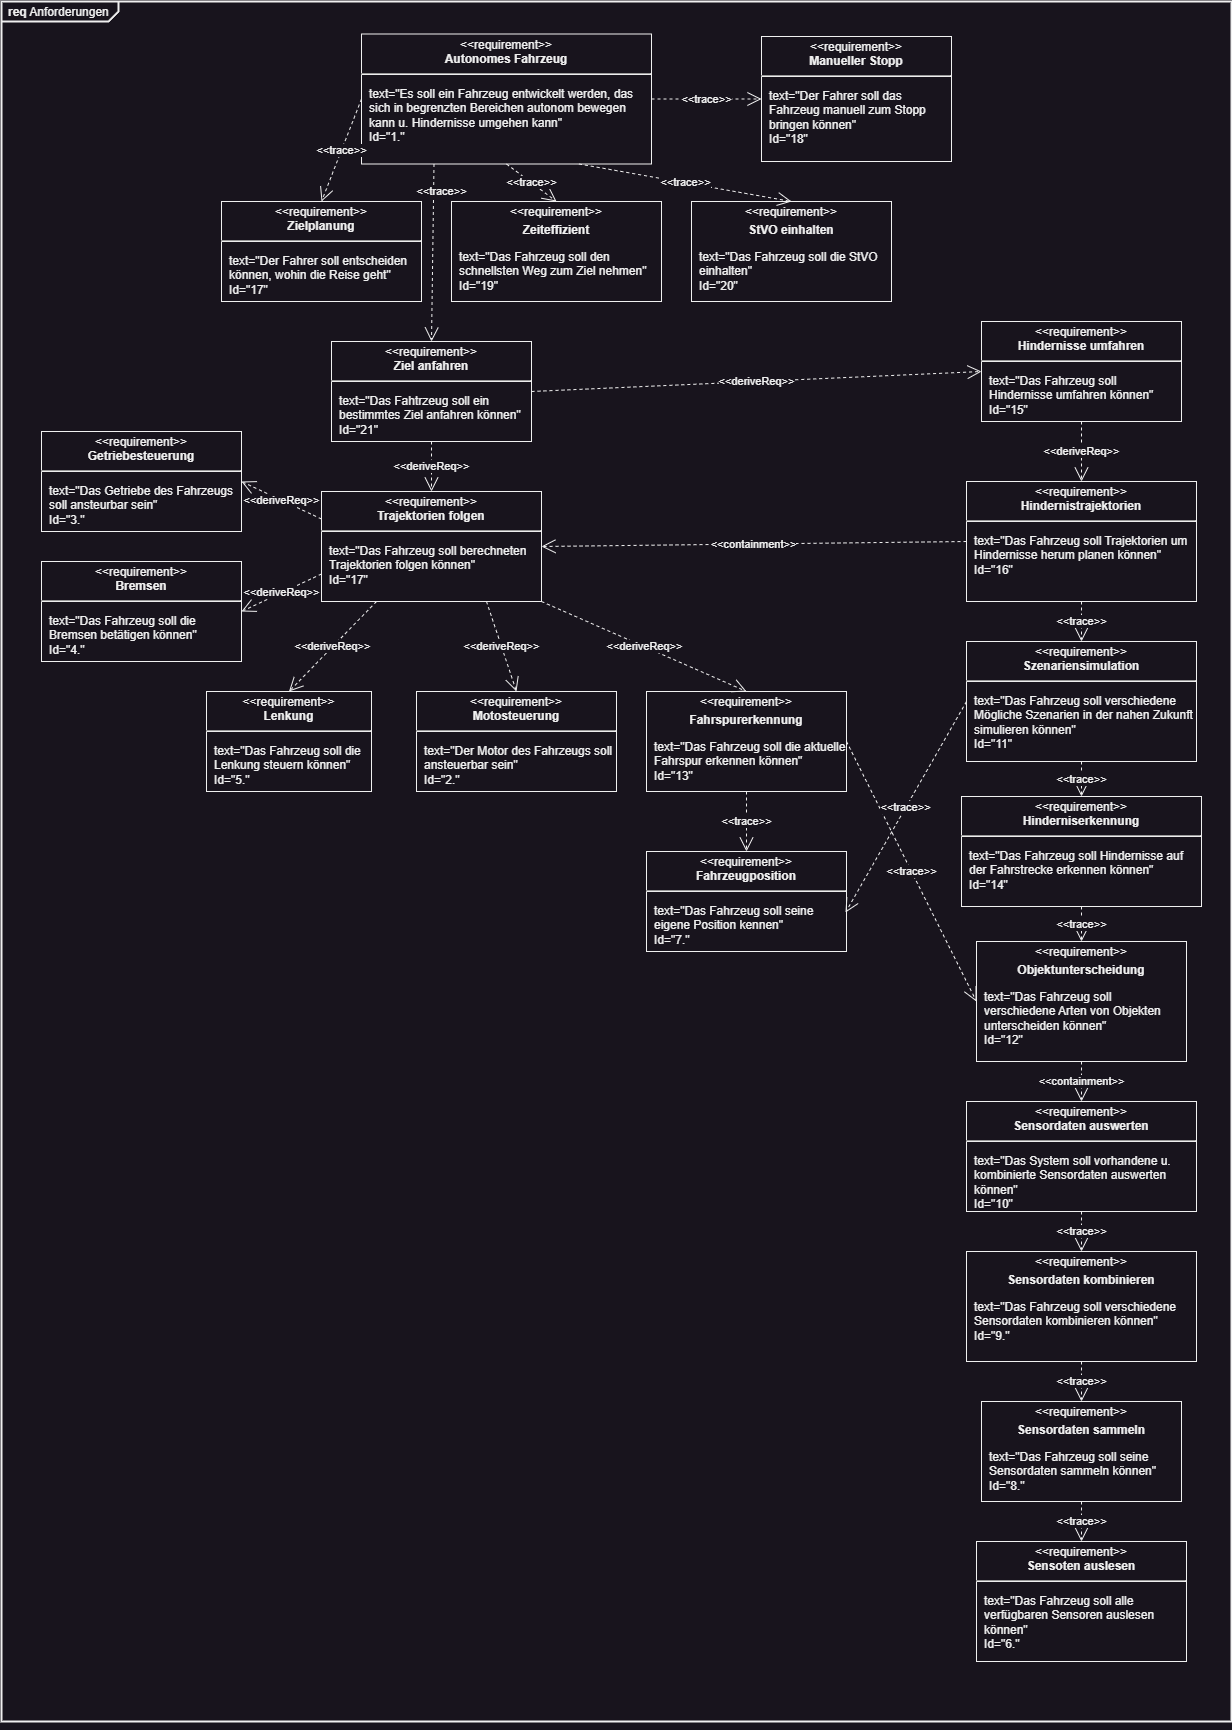 req Anforderungen
<<requirement>>
Autonomes Fahrzeug
text="Es soll ein Fahrzeug entwickelt werden, das
sich in begrenzten Bereichen autonom bewegen
kann u. Hindernisse umgehen kann"
Id="1."
<<requirement>>
Manueller Stopp
text="Der Fahrer soll das
Fahrzeug manuell zum Stopp
bringen können"
Id="18"
<<trace>>
<<trace>>
<<trace>>
<<trace>>
<<trace>>
<<requirement>>
Zielplanung
text="Der Fahrer soll entscheiden
können, wohin die Reise geht"
Id="17"
<<requirement>>
Zeiteffizient
text="Das Fahrzeug soll den
schnellsten Weg zum Ziel nehmen"
Id="19"
<<requirement>>
StVO einhalten
text="Das Fahrzeug soll die StVO
einhalten"
Id="20"
<<requirement>>
Ziel anfahren
text="Das Fahtrzeug soll ein
bestimmtes Ziel anfahren können"
Id="21"
<<deriveReq>>
<<requirement>>
Hindernisse umfahren
text="Das Fahrzeug soll
Hindernisse umfahren können"
Id="15"
<<deriveReq>>
<<deriveReq>>
<<requirement>>
Getriebesteuerung
text="Das Getriebe des Fahrzeugs
soll ansteurbar sein"
Id="3."
<<deriveReq>>
<<requirement>>
Trajektorien folgen
text="Das Fahrzeug soll berechneten
Trajektorien folgen können"
Id="17"
<<containment>>
<<requirement>>
Hindernistrajektorien
text="Das Fahrzeug soll Trajektorien um
Hindernisse herum planen können"
Id="16"
<<requirement>>
Bremsen
text="Das Fahrzeug soll die
Bremsen betätigen können"
Id="4."
<<deriveReq>>
<<deriveReq>>
<<deriveReq>>
<<deriveReq>>
<<trace>>
<<requirement>>
Lenkung
text="Das Fahrzeug soll die
Lenkung steuern können"
Id="5."
<<requirement>>
Motosteuerung
text="Der Motor des Fahrzeugs soll
ansteuerbar sein"
Id="2."
<<requirement>>
Fahrspurerkennung
text="Das Fahrzeug soll die aktuelle
Fahrspur erkennen können"
Id="13"
<<requirement>>
Szenariensimulation
text="Das Fahrzeug soll verschiedene
Mögliche Szenarien in der nahen Zukunft
simulieren können"
Id="11"
<<trace>>
<<trace>>
<<trace>>
<<trace>>
<<requirement>>
Hinderniserkennung
text="Das Fahrzeug soll Hindernisse auf
der Fahrstrecke erkennen können"
Id="14"
<<requirement>>
Fahrzeugposition
text="Das Fahrzeug soll seine
eigene Position kennen"
Id="7."
<<trace>>
<<requirement>>
Objektunterscheidung
text="Das Fahrzeug soll
verschiedene Arten von Objekten
unterscheiden können"
Id="12"
<<containment>>
<<requirement>>
Sensordaten auswerten
text="Das System soll vorhandene u.
kombinierte Sensordaten auswerten
können"
Id="10"
<<trace>>
<<requirement>>
Sensordaten kombinieren
text="Das Fahrzeug soll verschiedene
Sensordaten kombinieren können"
Id="9."
<<trace>>
<<requirement>>
Sensordaten sammeln
text="Das Fahrzeug soll seine
Sensordaten sammeln können"
Id="8."
<<trace>>
<<requirement>>
Sensoten auslesen
text="Das Fahrzeug soll alle
verfügbaren Sensoren auslesen
können"
Id="6."